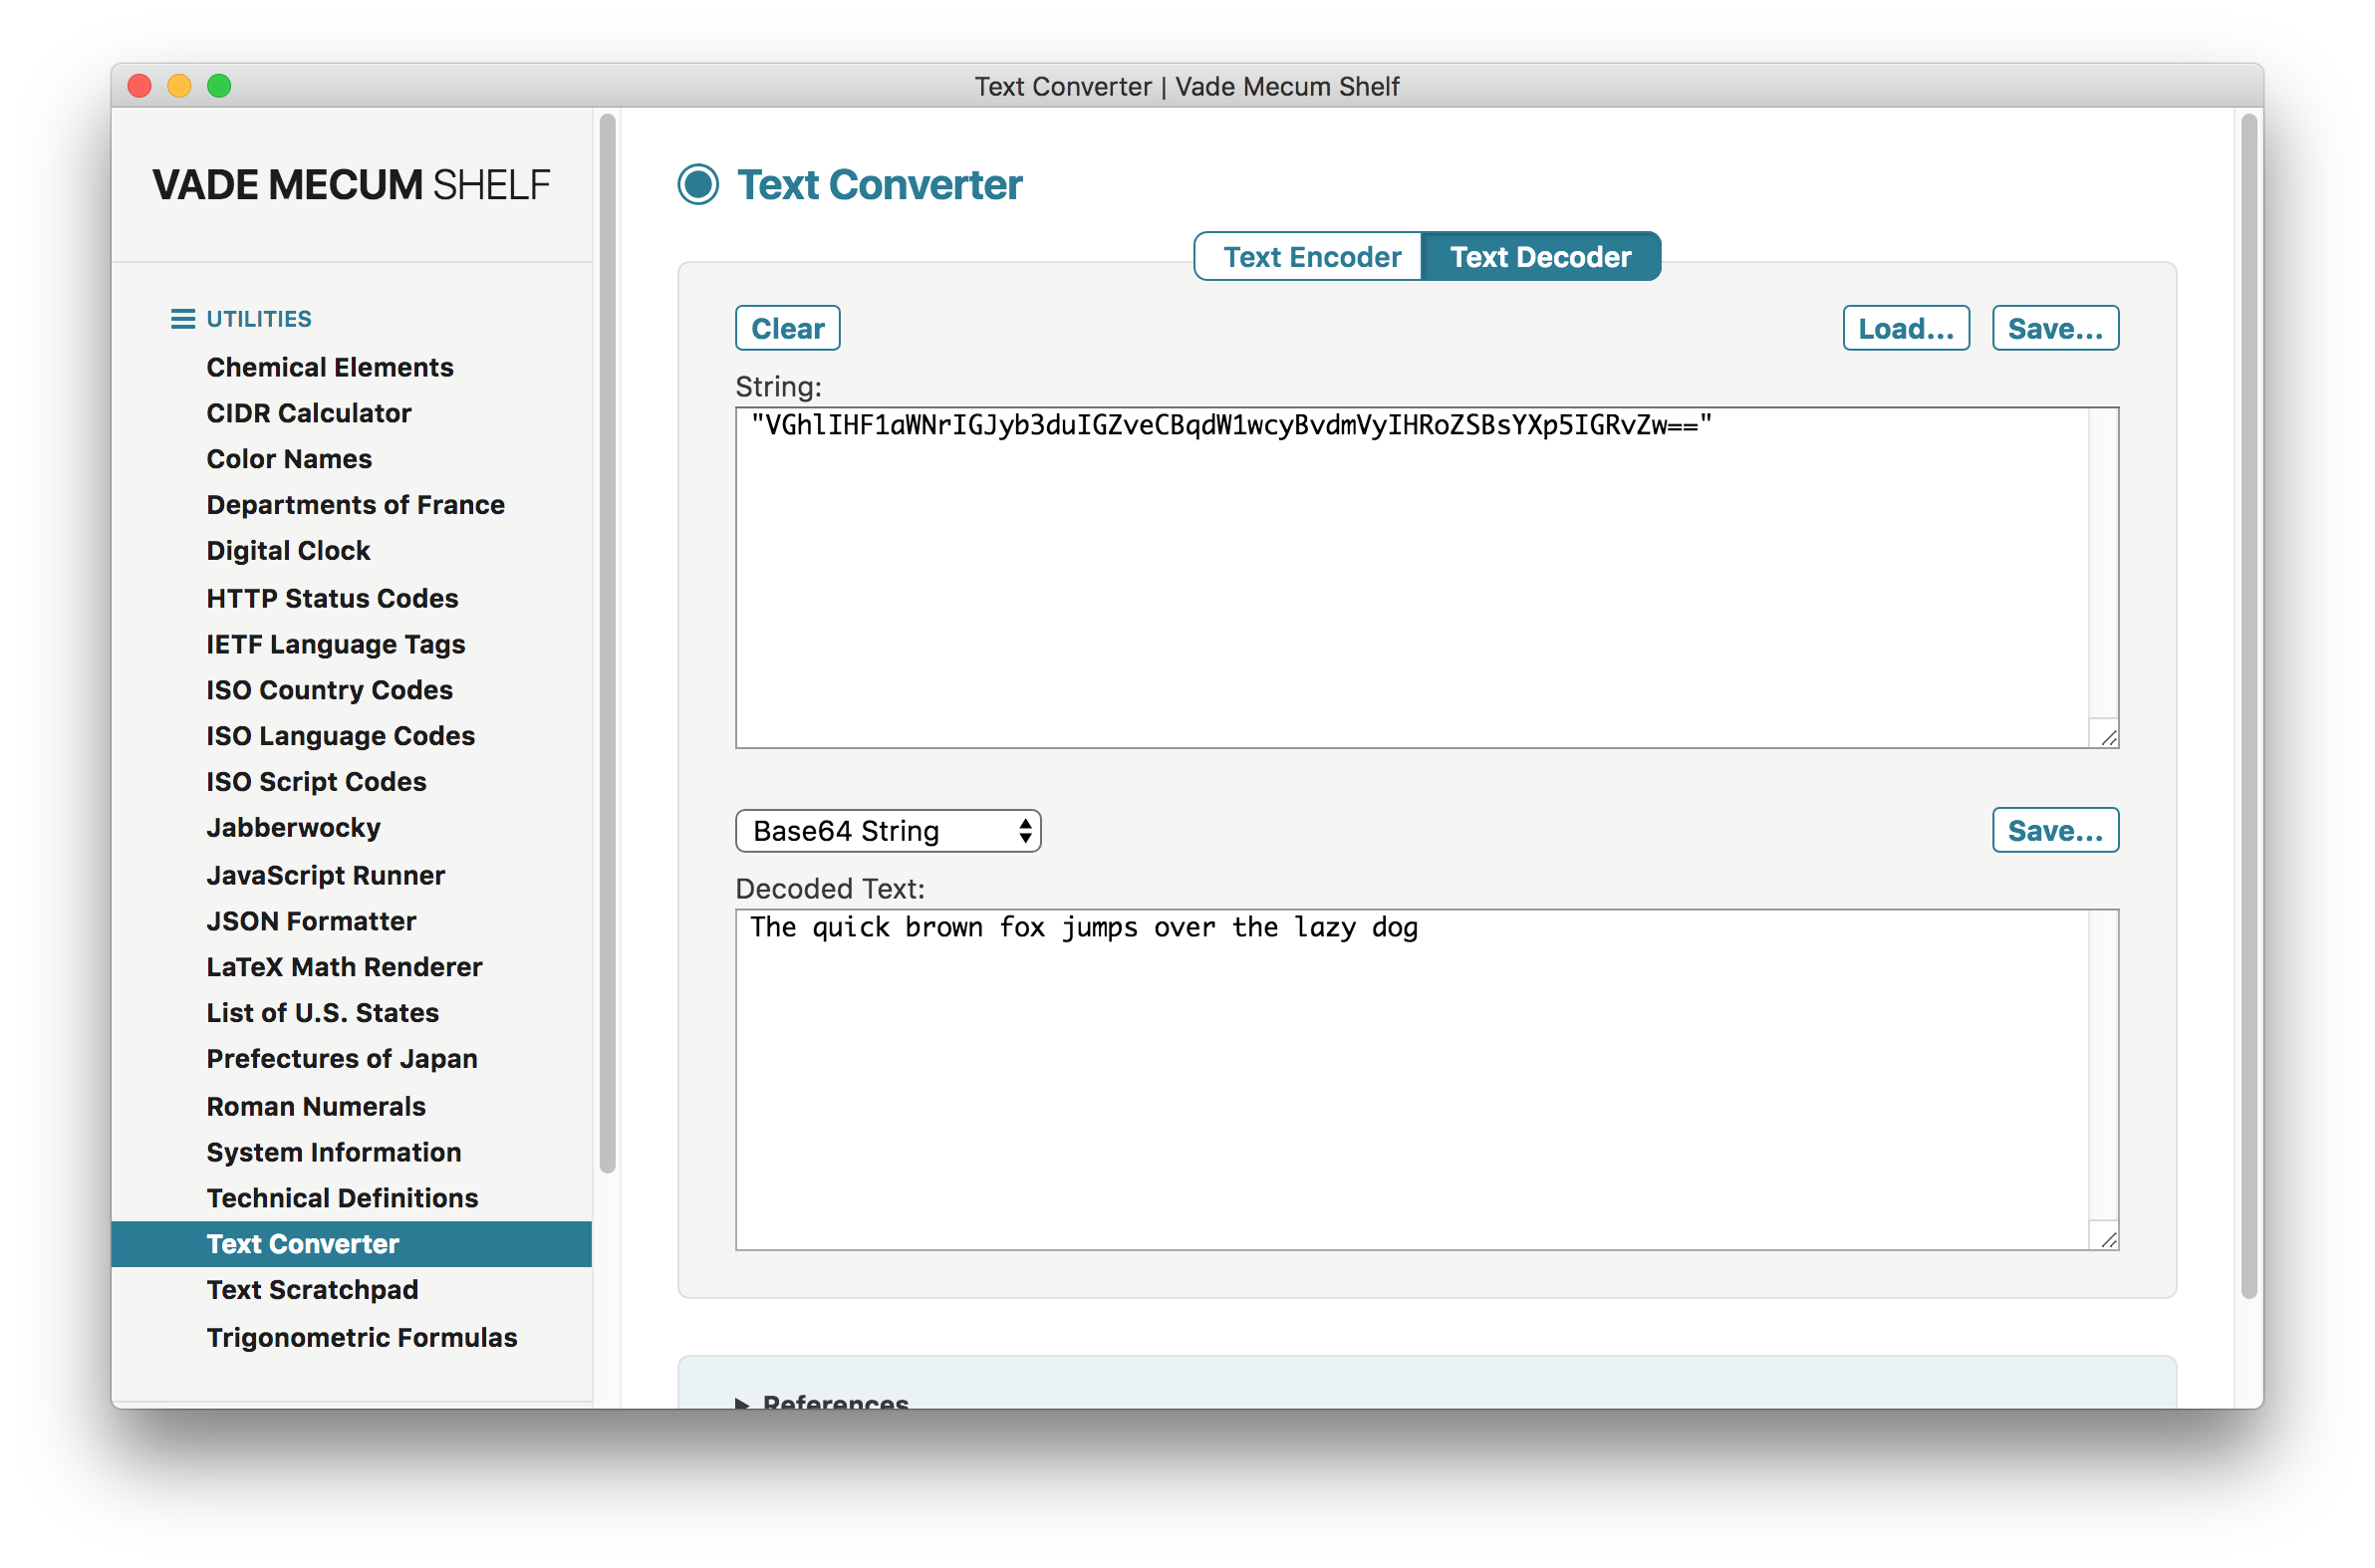 Text Converter | Vade Mecum Shelf
VADE MECUM SHELF
UTILITIES
Chemical Elements
CIDR Calculator
Color Names
Departments of France
Digital Clock
HTTP Status Codes
IETF Language Tags
ISO Country Codes
ISO Language Codes
ISO Script Codes
Jabberwocky
JavaScript Runner
JSON Formatter
LaTeX Math Renderer
List of U.S. States
Prefectures of Japan
Roman Numerals
System Information
Technical Definitions
Text Converter
Text Scratchpad
Trigonometric Formulas
Text Converter
Text Encoder Text Decoder
Clear Load... Save...
String:
"VGhlIHF1aWNrIGJyb3duIGZveCBqdW1wcyBvdmVyIHRoZSBsYXp5IGRvZw=="
Base64 String Save...
Decoded Text:
The quick brown fox jumps over the lazy dog
References